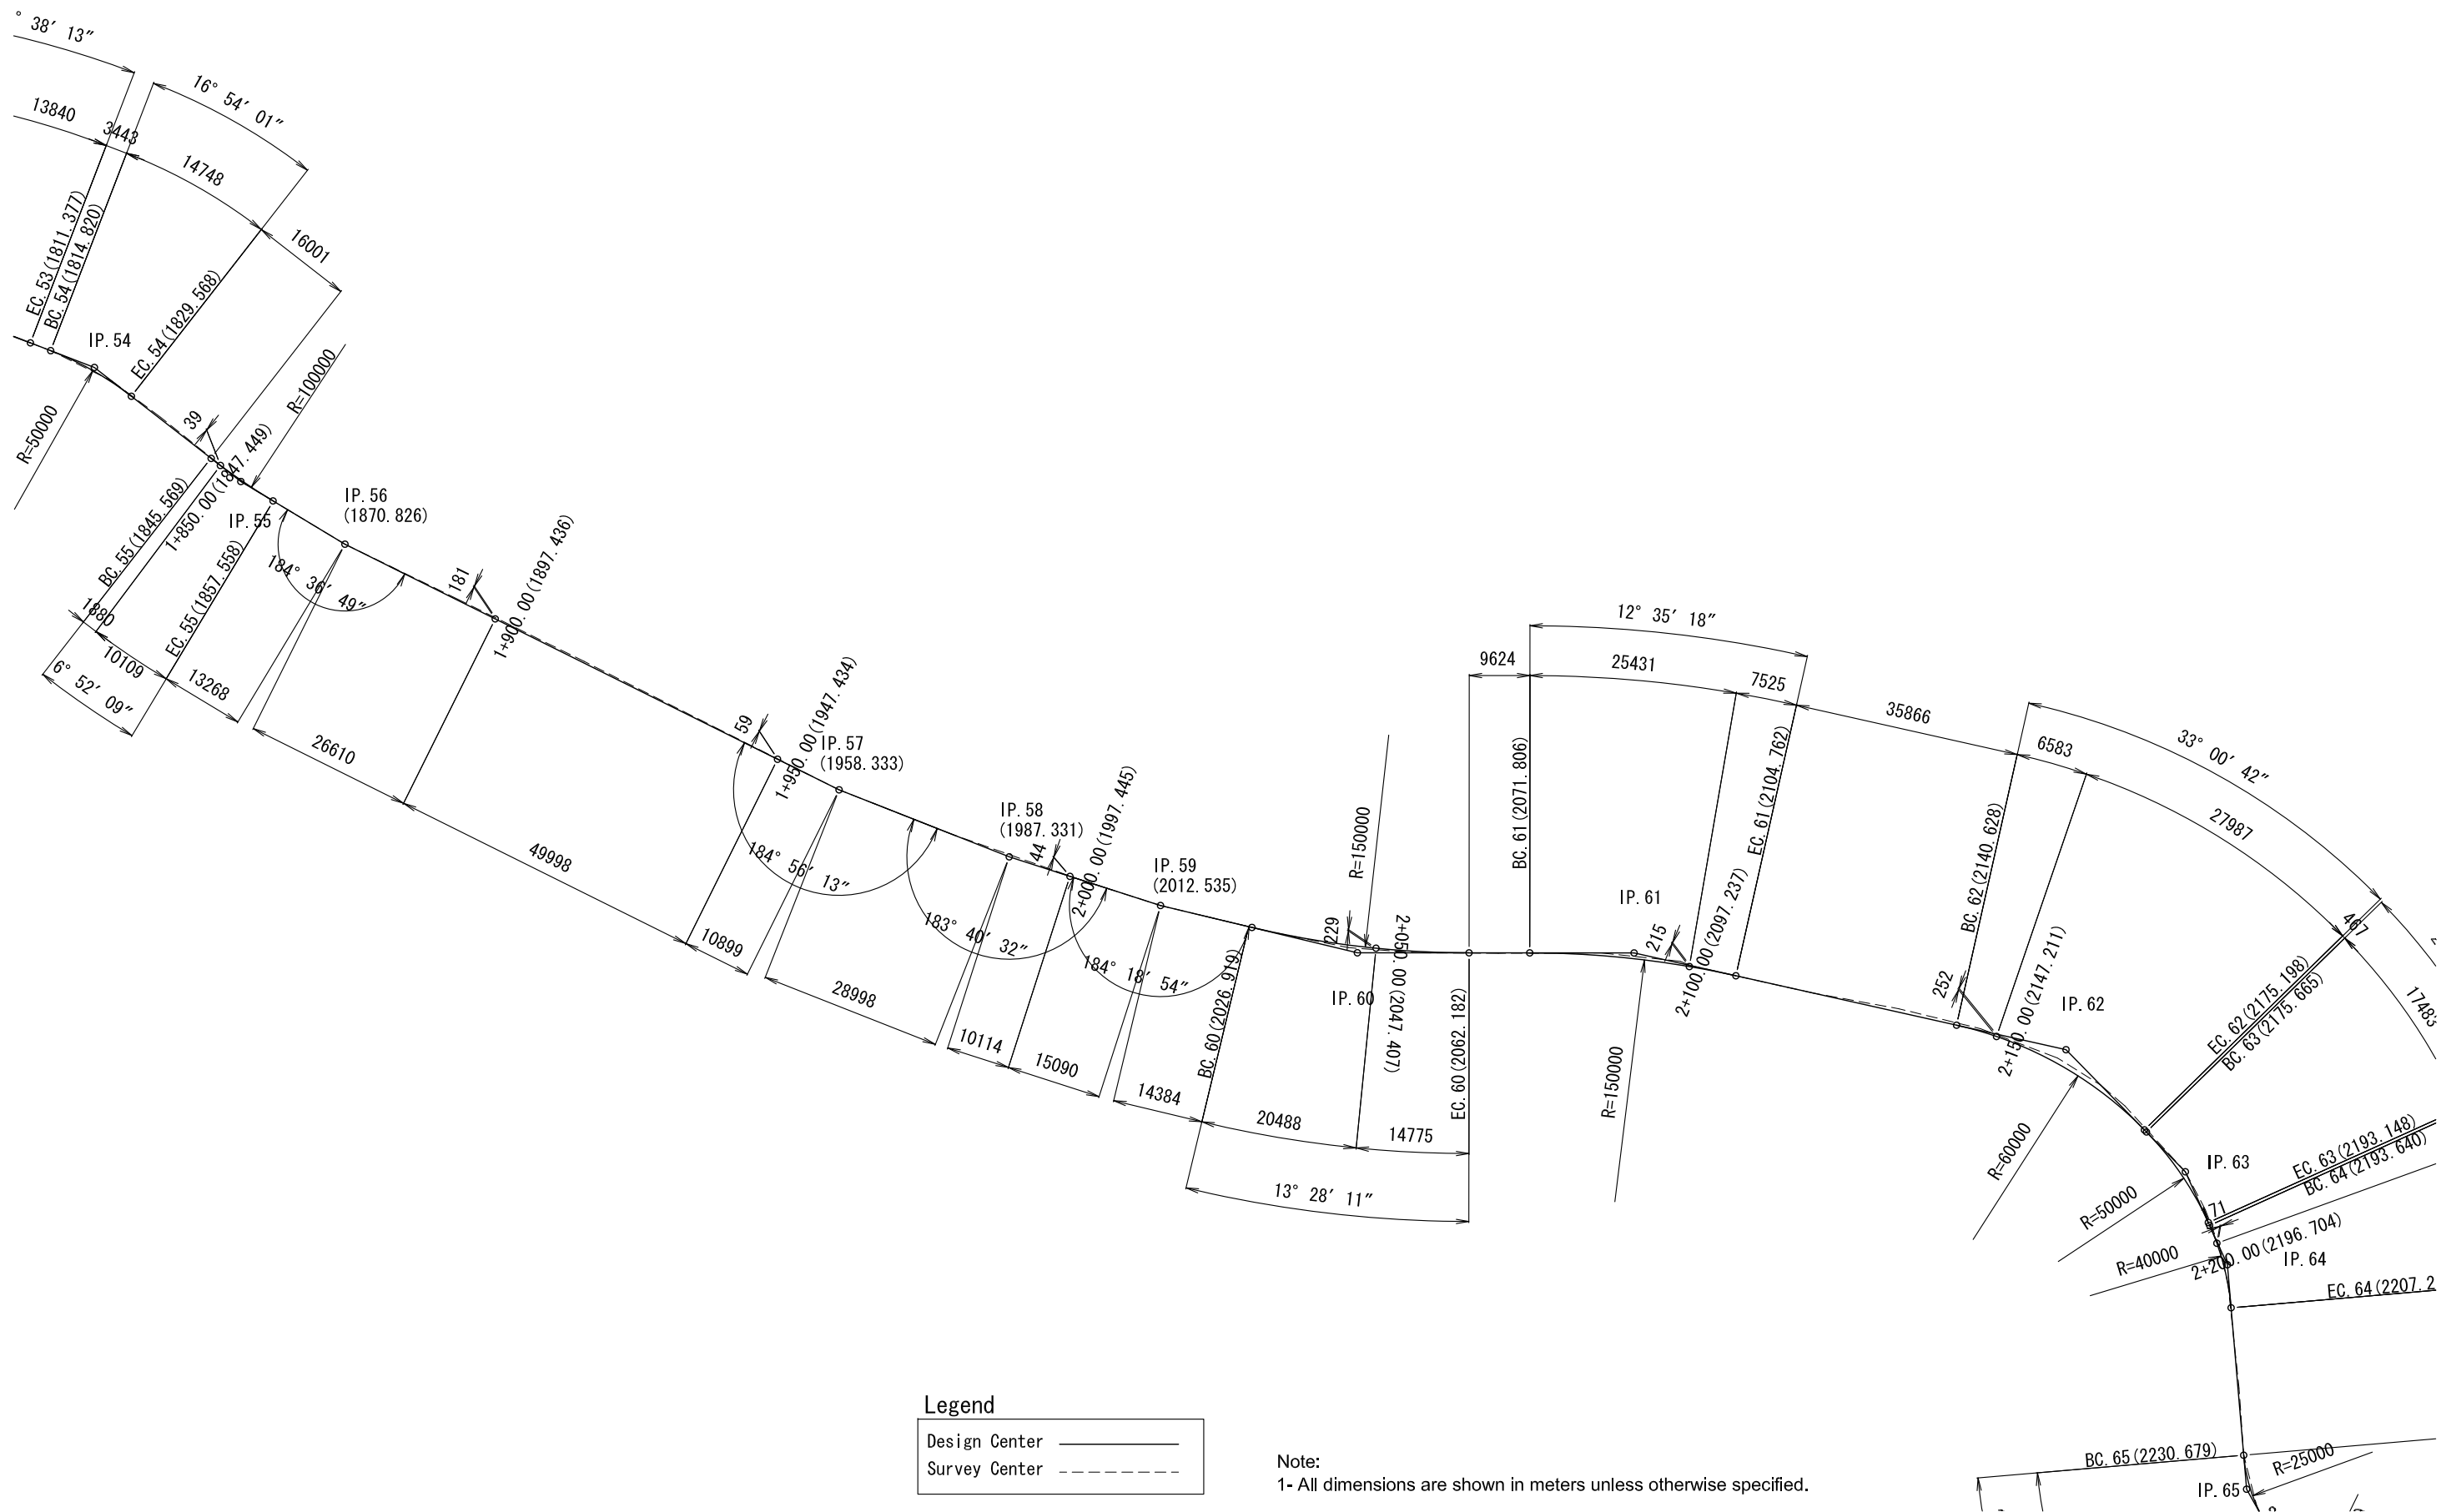 ° 38′ 13″
16° 54′ 01″
13840
3443
14748
16001
EC. 53 (1811. 377)
BC. 54 (1814. 820)
IP. 54
EC. 54 (1829. 568)
R=50000
R=100000
39
BC. 55 (1845. 569)
1+850. 00 (1847. 449)
IP. 55
EC. 55 (1857. 558)
IP. 56
(1870. 826)
184° 36′ 49″
1880
10109
13268
6° 52′ 09″
26610
181
1+900. 00 (1897. 436)
49998
59
1+950. 00 (1947. 434)
IP. 57
(1958. 333)
184° 56′ 13″
10899
28998
IP. 58
(1987. 331)
44
2+000. 00 (1997. 445)
183° 40′ 32″
10114
15090
IP. 59
(2012. 535)
184° 18′ 54″
14384
BC. 60 (2026. 919)
20488
14775
13° 28′ 11″
229
R=150000
IP. 60
2+050. 00 (2047. 407)
EC. 60 (2062. 182)
9624
12° 35′ 18″
25431
7525
35866
BC. 61 (2071. 806)
IP. 61
215
2+100. 00 (2097. 237)
EC. 61 (2104. 762)
R=150000
33° 00′ 42″
6583
27987
BC. 62 (2140. 628)
252
2+150. 00 (2147. 211)
IP. 62
R=60000
467
17483
EC. 62 (2175. 198)
BC. 63 (2175. 665)
IP. 63
R=50000
EC. 63 (2193. 148)
BC. 64 (2193. 640)
71
R=40000
2+200. 00 (2196. 704)
IP. 64
EC. 64 (2207. 2
BC. 65 (2230. 679)
R=25000
IP. 65
Legend
Design Center
Survey Center
Note:
1- All dimensions are shown in meters unless otherwise specified.